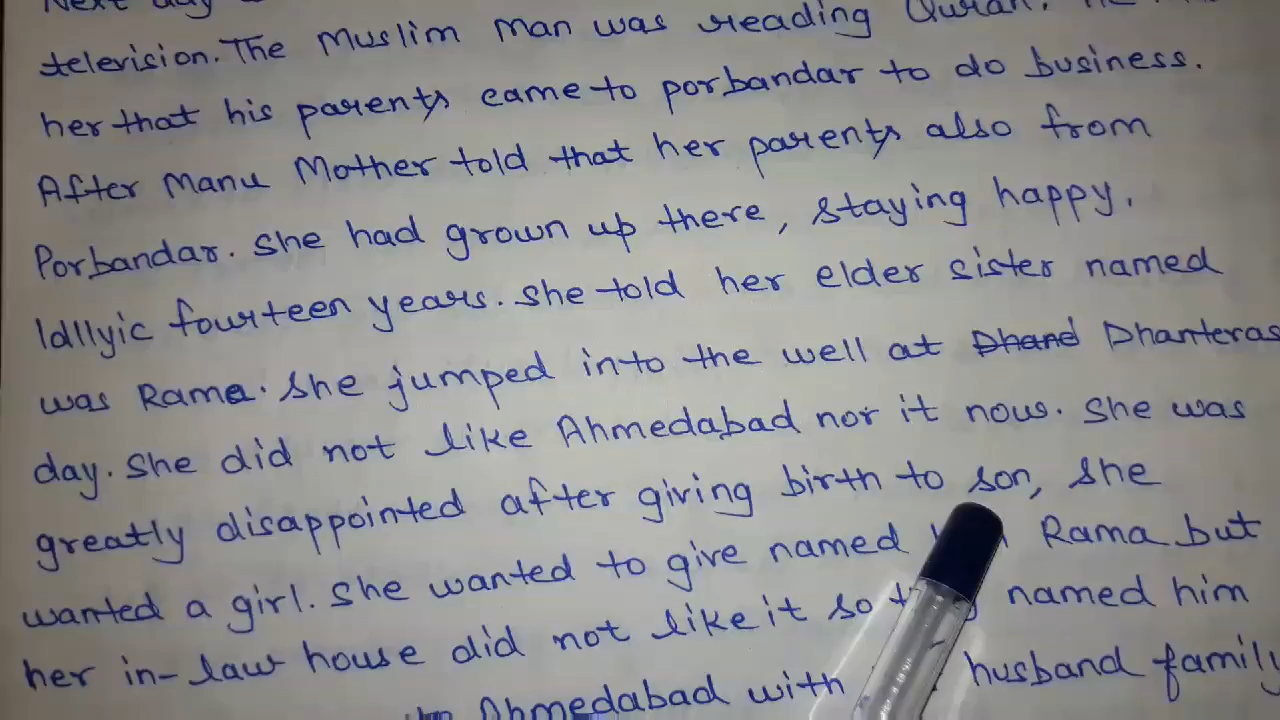 Next day
television. The Muslim man was reading Quran.
her that his parents came to porbandar to do business.
After Manu Mother told that her parents also from
Porbandar. She had grown up there, staying happy.
Idllyic fourteen years. She told her elder sister named
was Rama. She jumped into the well at Dhand Dhanteras
day. She did not like Ahmedabad nor it now. She was
greatly disappointed after giving birth to son, she
wanted a girl. She wanted to give named Rama but
her in-law house did not like it so named him
Ahmedabad with husband family